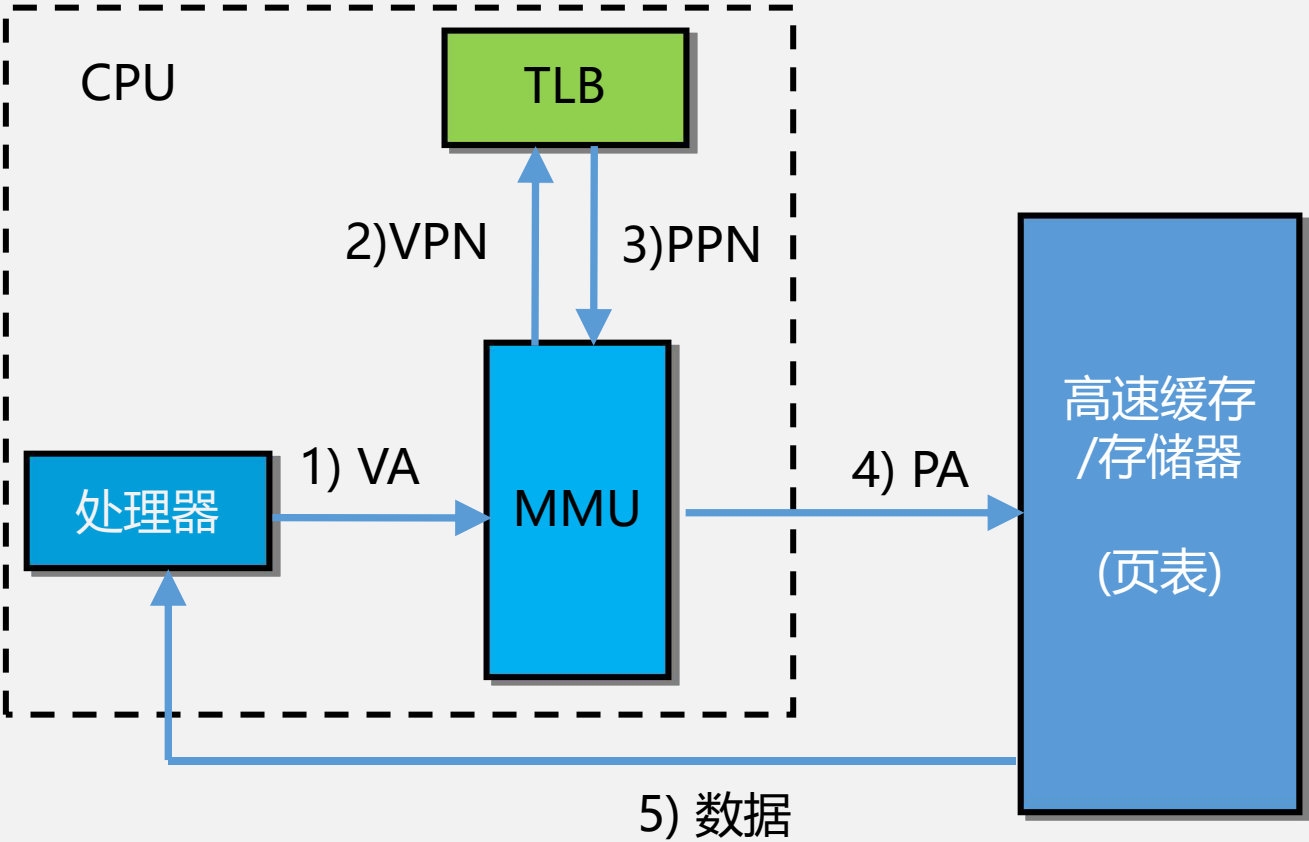 CPU
TLB
2)VPN
3)PPN
处理器
1) VA
MMU
4) PA
高速缓存
/存储器
(页表)
5) 数据